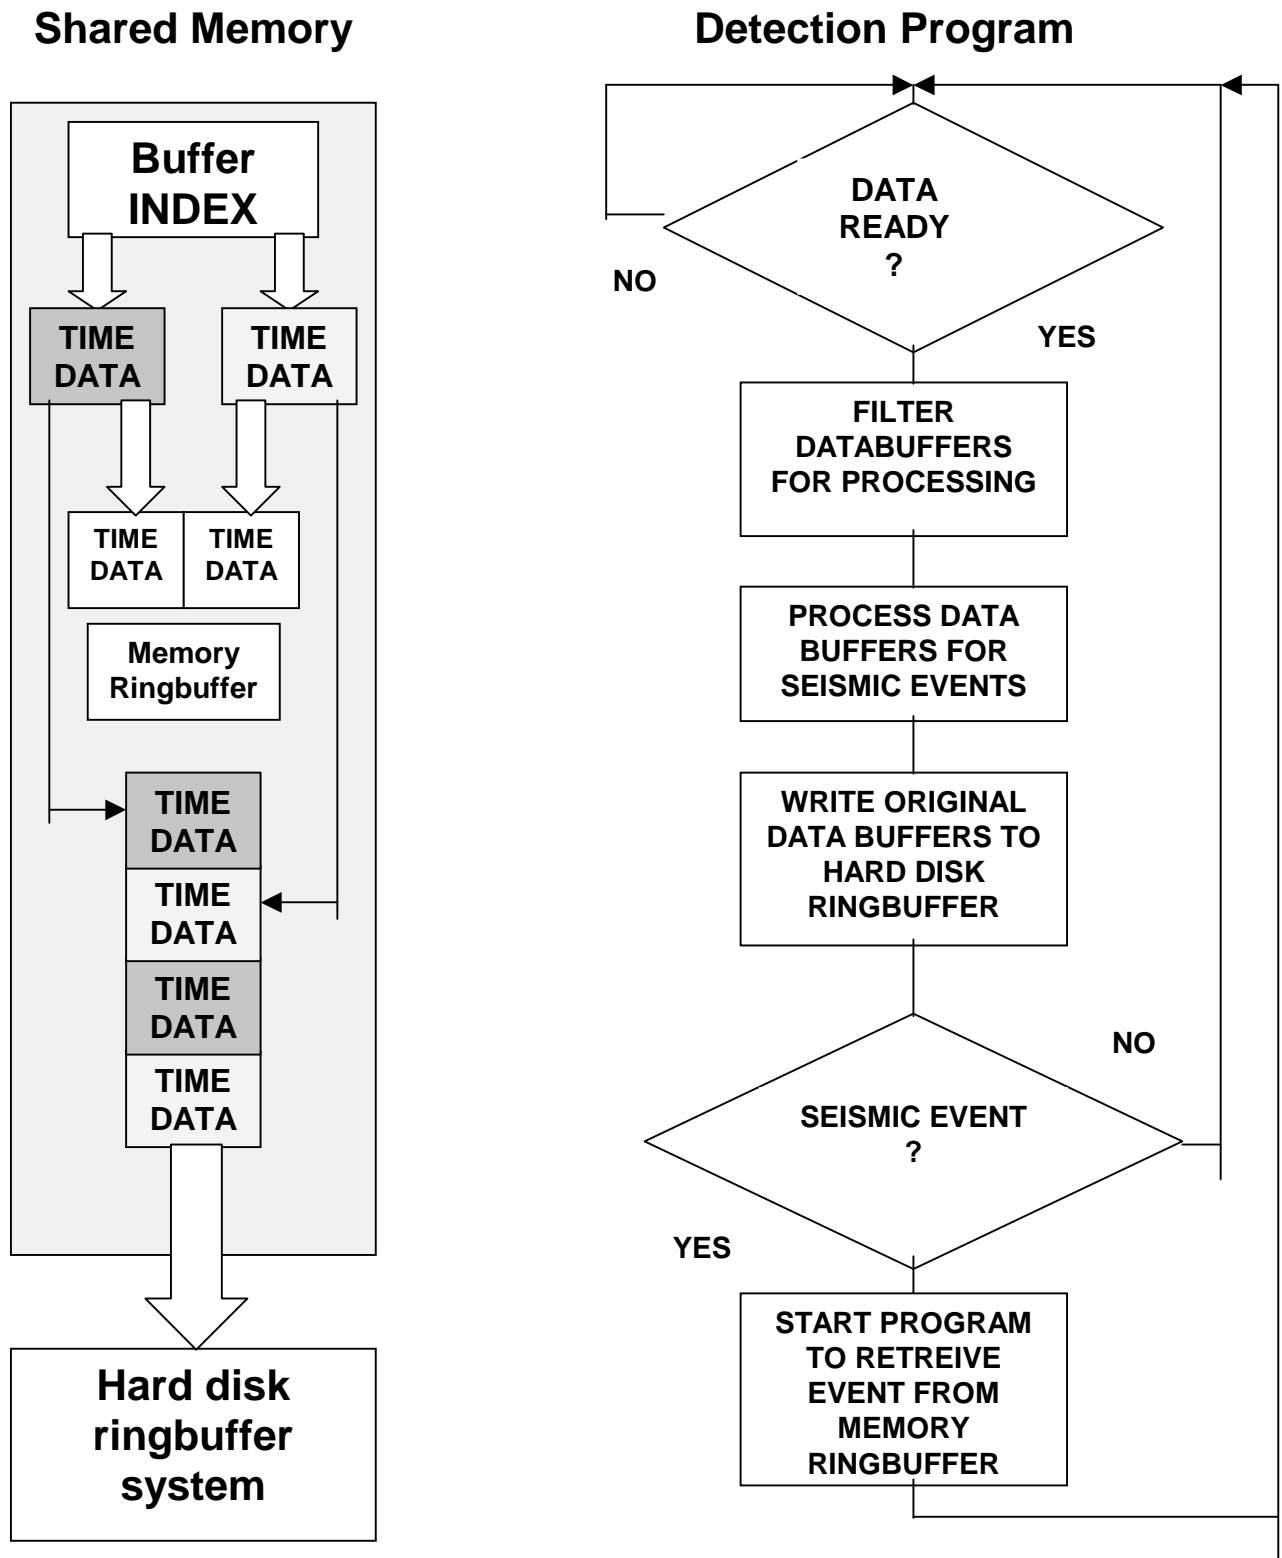 Shared Memory
Detection Program
Buffer
INDEX
TIME
DATA
TIME
DATA
TIME
DATA
TIME
DATA
Memory
Ringbuffer
TIME
DATA
TIME
DATA
TIME
DATA
TIME
DATA
Hard disk
ringbuffer
system
DATA
READY
?
NO
YES
FILTER
DATABUFFERS
FOR PROCESSING
PROCESS DATA
BUFFERS FOR
SEISMIC EVENTS
WRITE ORIGINAL
DATA BUFFERS TO
HARD DISK
RINGBUFFER
NO
SEISMIC EVENT
?
YES
START PROGRAM
TO RETREIVE
EVENT FROM
MEMORY
RINGBUFFER